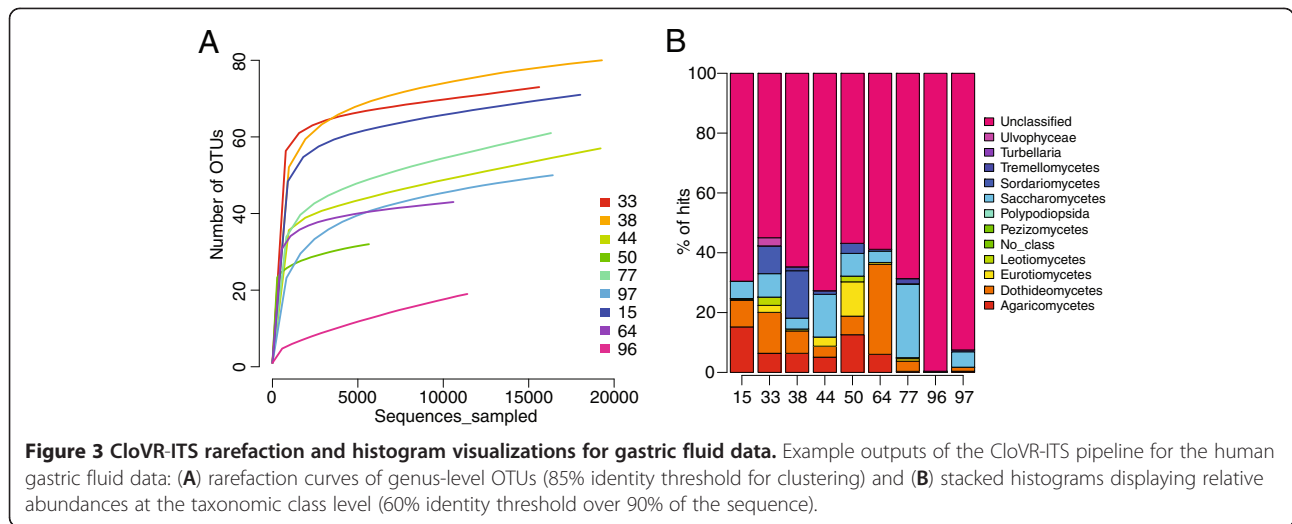 A
Number of OTUs
80
60
40
20
0
0 5000 10000 15000 20000
Sequences_sampled
33
38
44
50
77
97
15
64
96
B
% of hits
100
80
60
40
20
0
15 33 38 44 50 64 77 96 97
Unclassified
Ulvophyceae
Turbellaria
Tremellomycetes
Sordariomycetes
Saccharomycetes
Polypodiopsida
Pezizomycetes
No_class
Leotiomycetes
Eurotiomycetes
Dothideomycetes
Agaricomycetes
Figure 3 CloVR-ITS rarefaction and histogram visualizations for gastric fluid data. Example outputs of the CloVR-ITS pipeline for the human
gastric fluid data: (A) rarefaction curves of genus-level OTUs (85% identity threshold for clustering) and (B) stacked histograms displaying relative
abundances at the taxonomic class level (60% identity threshold over 90% of the sequence).